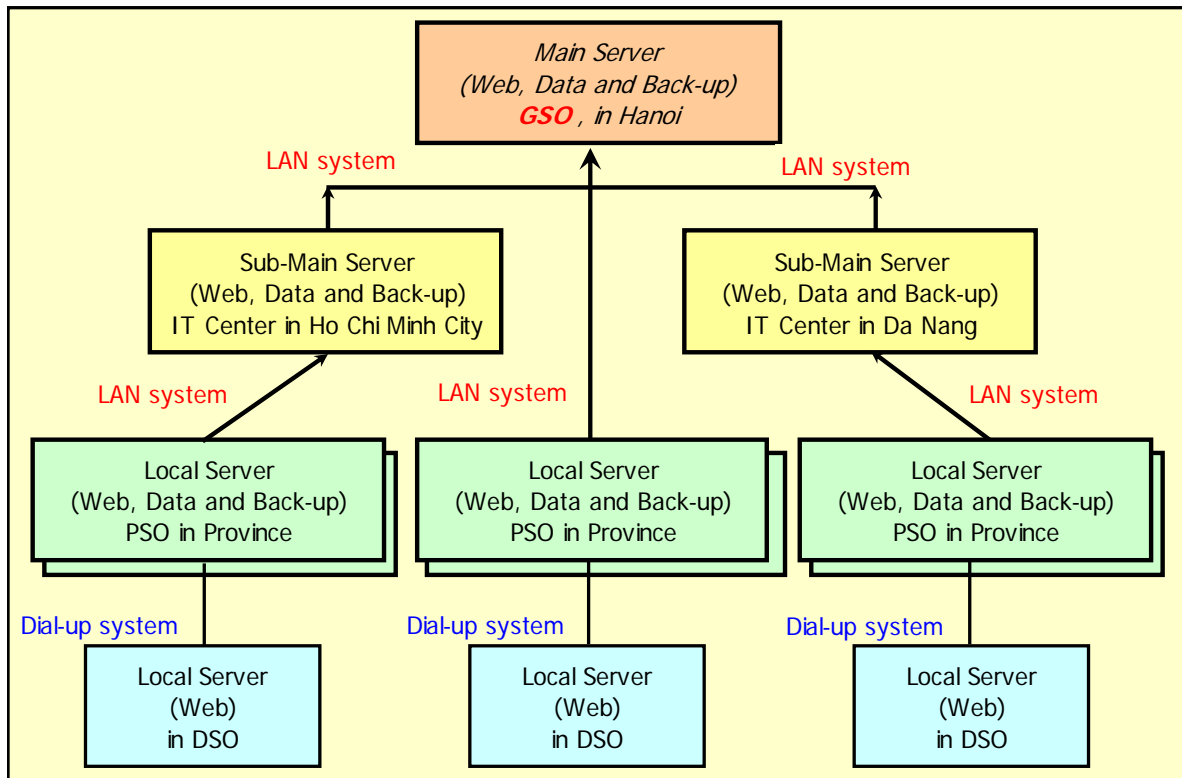 Main Server
(Web, Data and Back-up)
GSO , in Hanoi
LAN system
LAN system
Sub-Main Server
(Web, Data and Back-up)
IT Center in Ho Chi Minh City
Sub-Main Server
(Web, Data and Back-up)
IT Center in Da Nang
LAN system
LAN system
LAN system
Local Server
(Web, Data and Back-up)
PSO in Province
Local Server
(Web, Data and Back-up)
PSO in Province
Local Server
(Web, Data and Back-up)
PSO in Province
Dial-up system
Dial-up system
Dial-up system
Local Server
(Web)
in DSO
Local Server
(Web)
in DSO
Local Server
(Web)
in DSO